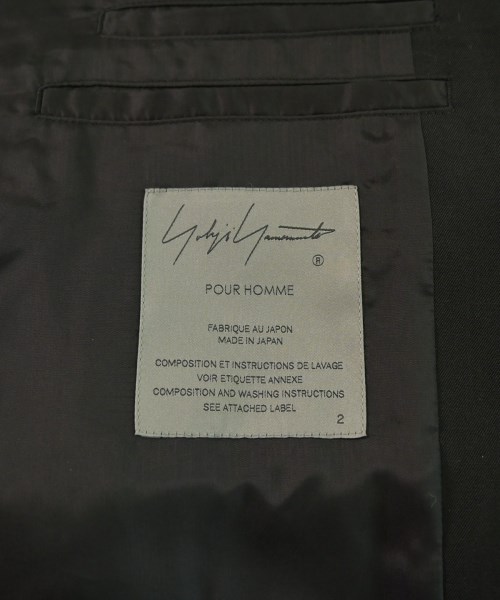 Yohji Yamamoto
®
POUR HOMME
FABRIQUE AU JAPON
MADE IN JAPAN
COMPOSITION ET INSTRUCTIONS DE LAVAGE
VOIR ETIQUETTE ANNEXE
COMPOSITION AND WASHING INSTRUCTIONS
SEE ATTACHED LABEL
2